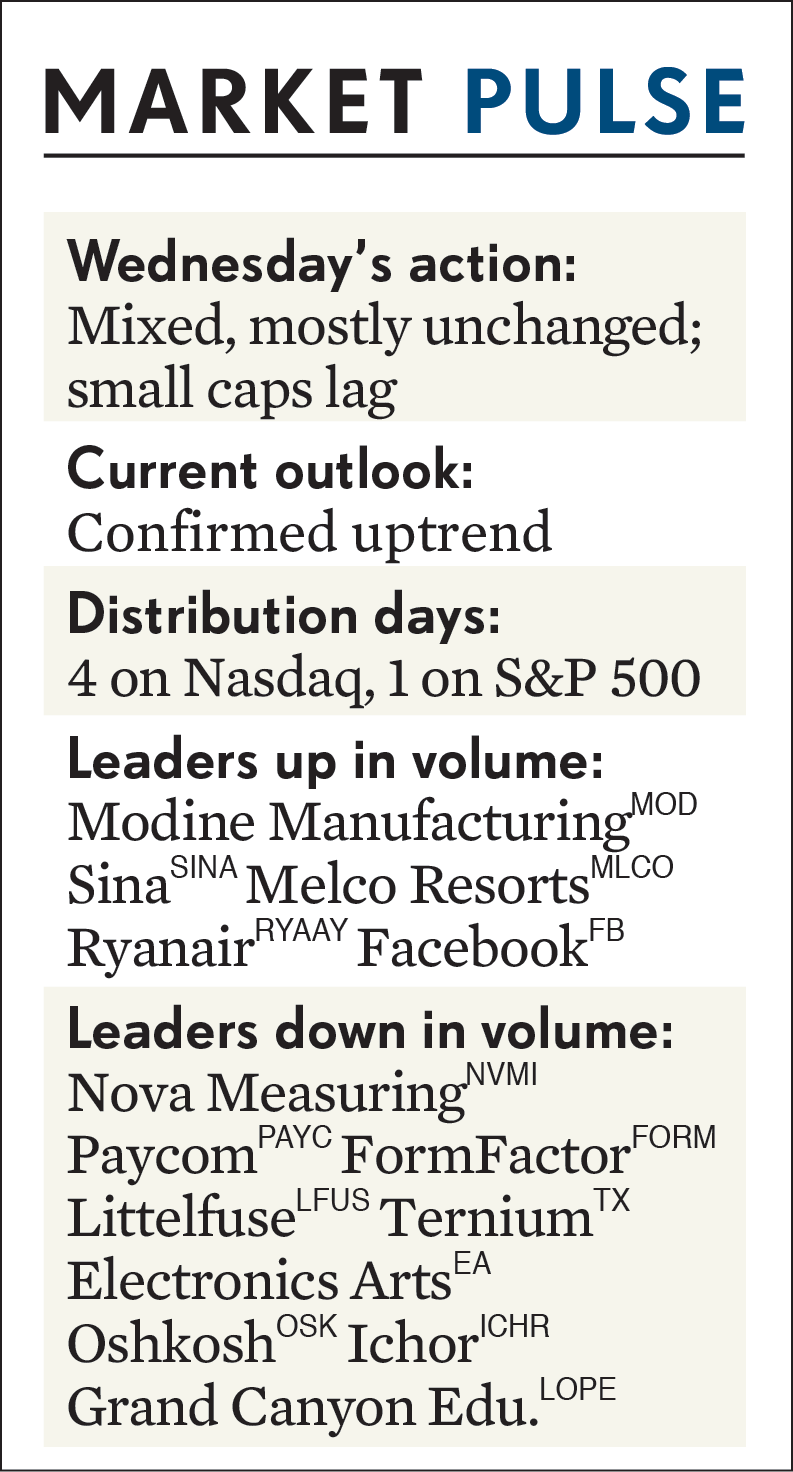 MARKET PULSE
Wednesday’s action:
Mixed, mostly unchanged;
small caps lag
Current outlook:
Confirmed uptrend
Distribution days:
4 on Nasdaq, 1 on S&P 500
Leaders up in volume:
Modine Manufacturing MOD
Sina SINA Melco Resorts MLCO
Ryanair RYAAY Facebook FB
Leaders down in volume:
Nova Measuring NVMI
Paycom PAYC FormFactor FORM
Littelfuse LFUS Ternium TX
Electronics Arts EA
Oshkosh OSK Ichor ICHR
Grand Canyon Edu. LOPE